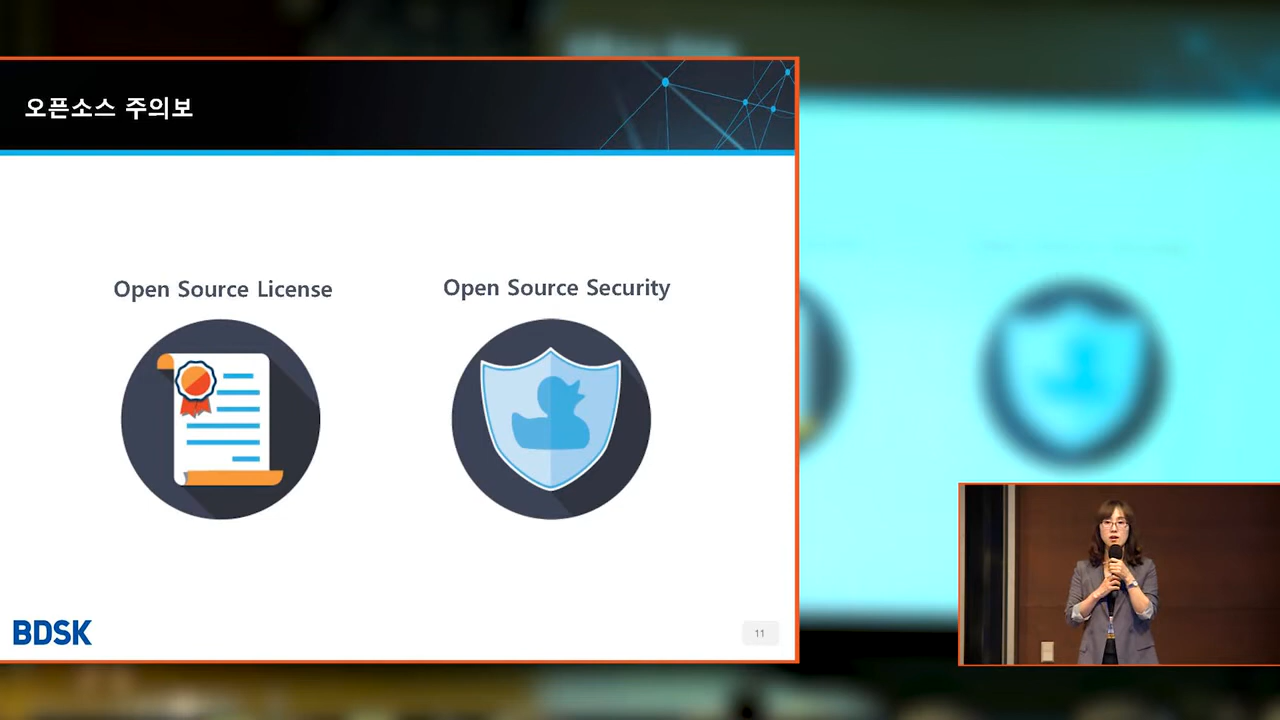 오픈소스 주의보
Open Source License
Open Source Security
BDSK
11